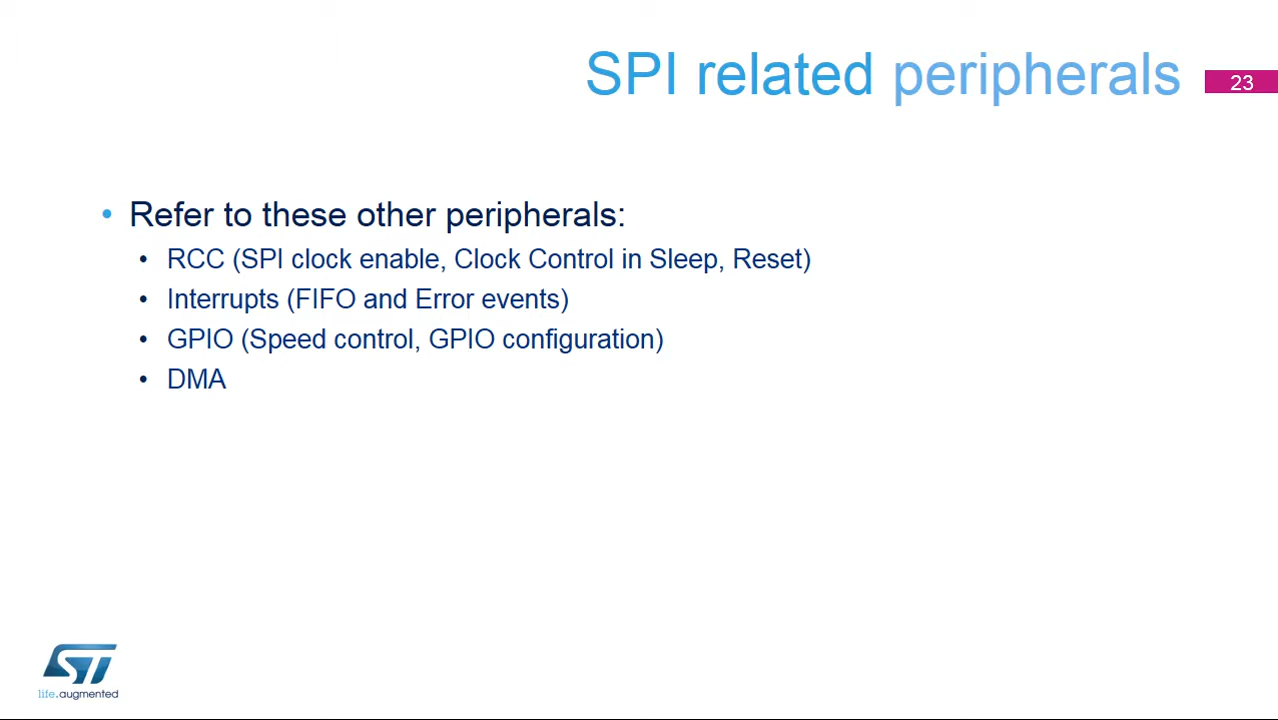 SPI related peripherals
23
• Refer to these other peripherals:
• RCC (SPI clock enable, Clock Control in Sleep, Reset)
• Interrupts (FIFO and Error events)
• GPIO (Speed control, GPIO configuration)
• DMA
ST
life.augmented